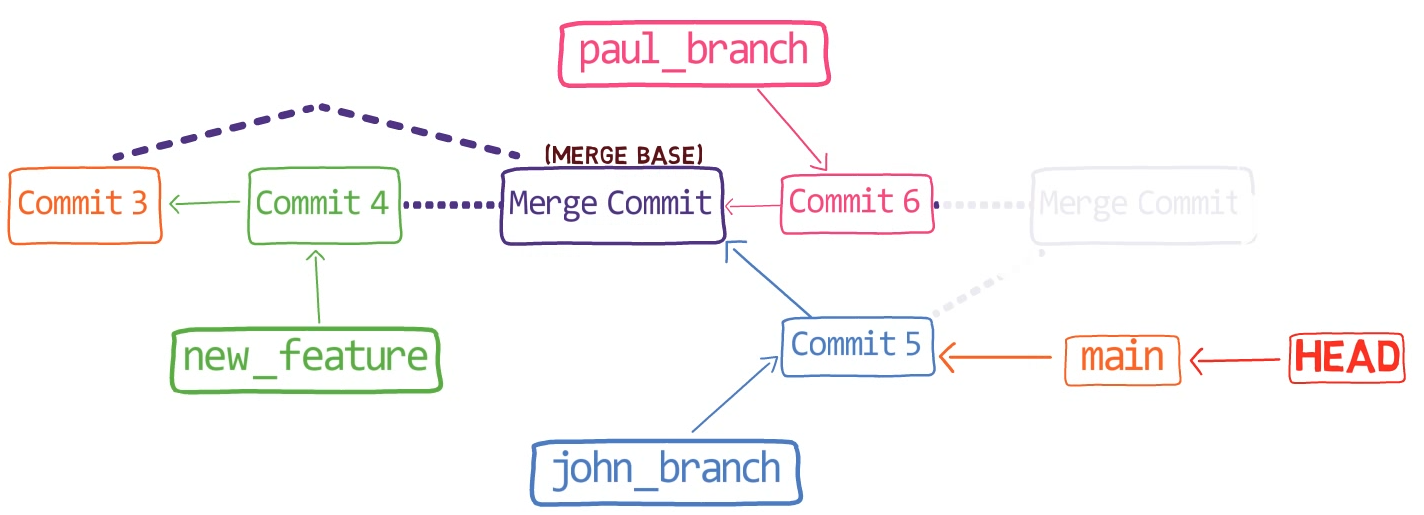 paul_branch
(MERGE BASE)
Commit 3
Commit 4
Merge Commit
Commit 6
Merge Commit
new_feature
Commit 5
main
HEAD
john_branch